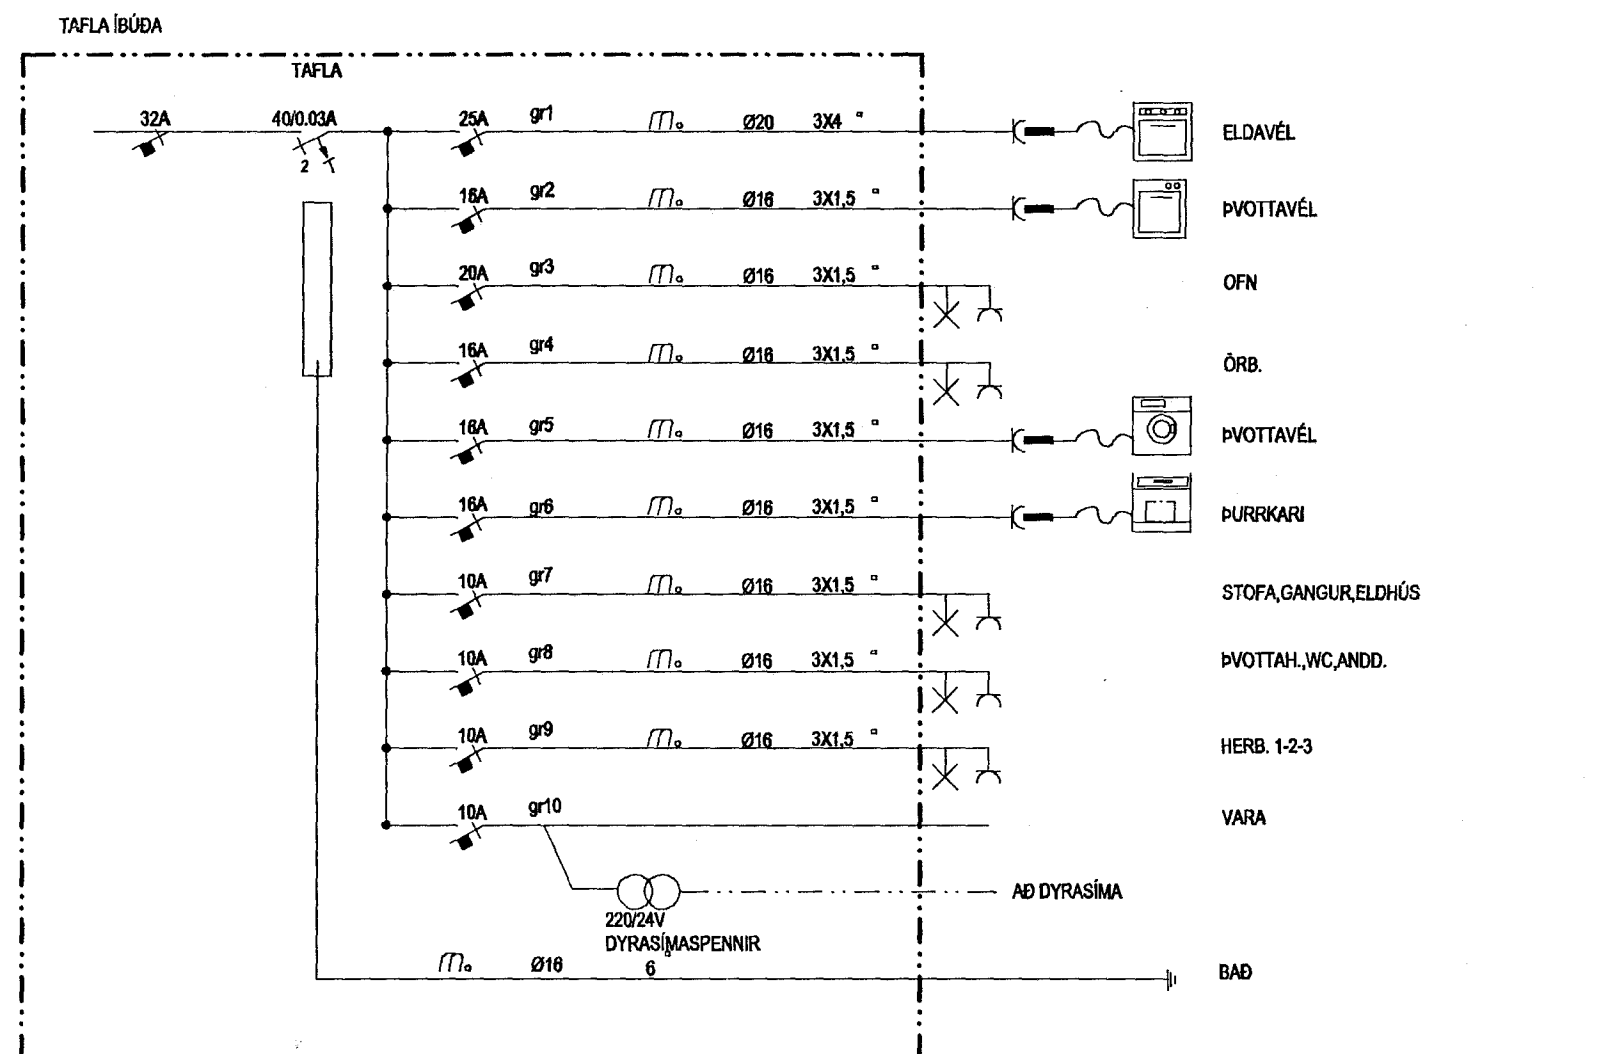 TAFLA ÍBÚÐA
TAFLA
32A 40/0.03A 25A gr1 Ø20 3X4 ELDAVÉL
2
16A gr2 Ø16 3X1,5 ÞVOTTAVÉL
20A gr3 Ø16 3X1,5 OFN
16A gr4 Ø16 3X1,5 ÖRB.
16A gr5 Ø16 3X1,5 ÞVOTTAVÉL
16A gr6 Ø16 3X1,5 ÞURRKARI
10A gr7 Ø16 3X1,5 STOFA,GANGUR,ELDHÚS
10A gr8 Ø16 3X1,5 ÞVOTTAH.,WC,ANDD.
10A gr9 Ø16 3X1,5 HERB. 1-2-3
10A gr10 VARA
AÐ DYRASÍMA
220/24V
DYRASÍMASPENNIR
Ø16 6 BAÐ